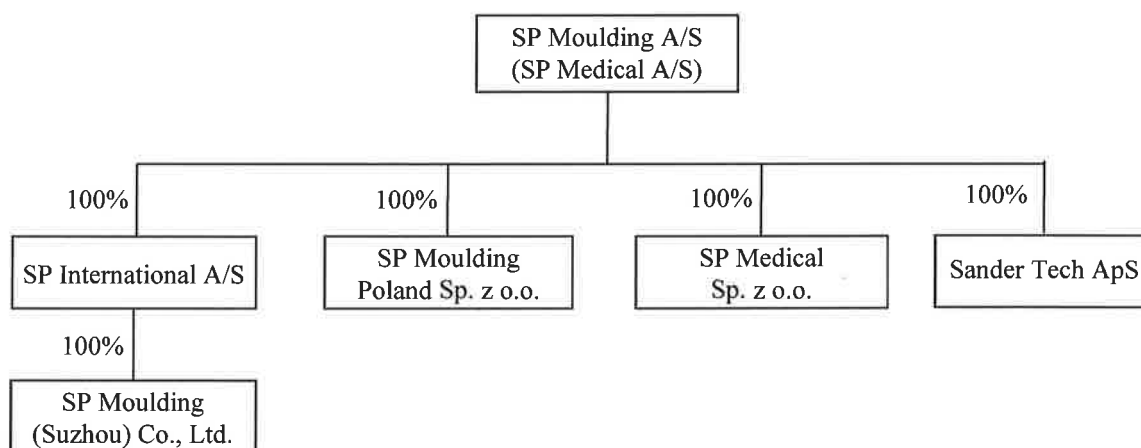 SP Moulding A/S
(SP Medical A/S)
100%
100%
100%
100%
SP International A/S
SP Moulding
Poland Sp. z o.o.
SP Medical
Sp. z o.o.
Sander Tech ApS
100%
SP Moulding
(Suzhou) Co., Ltd.